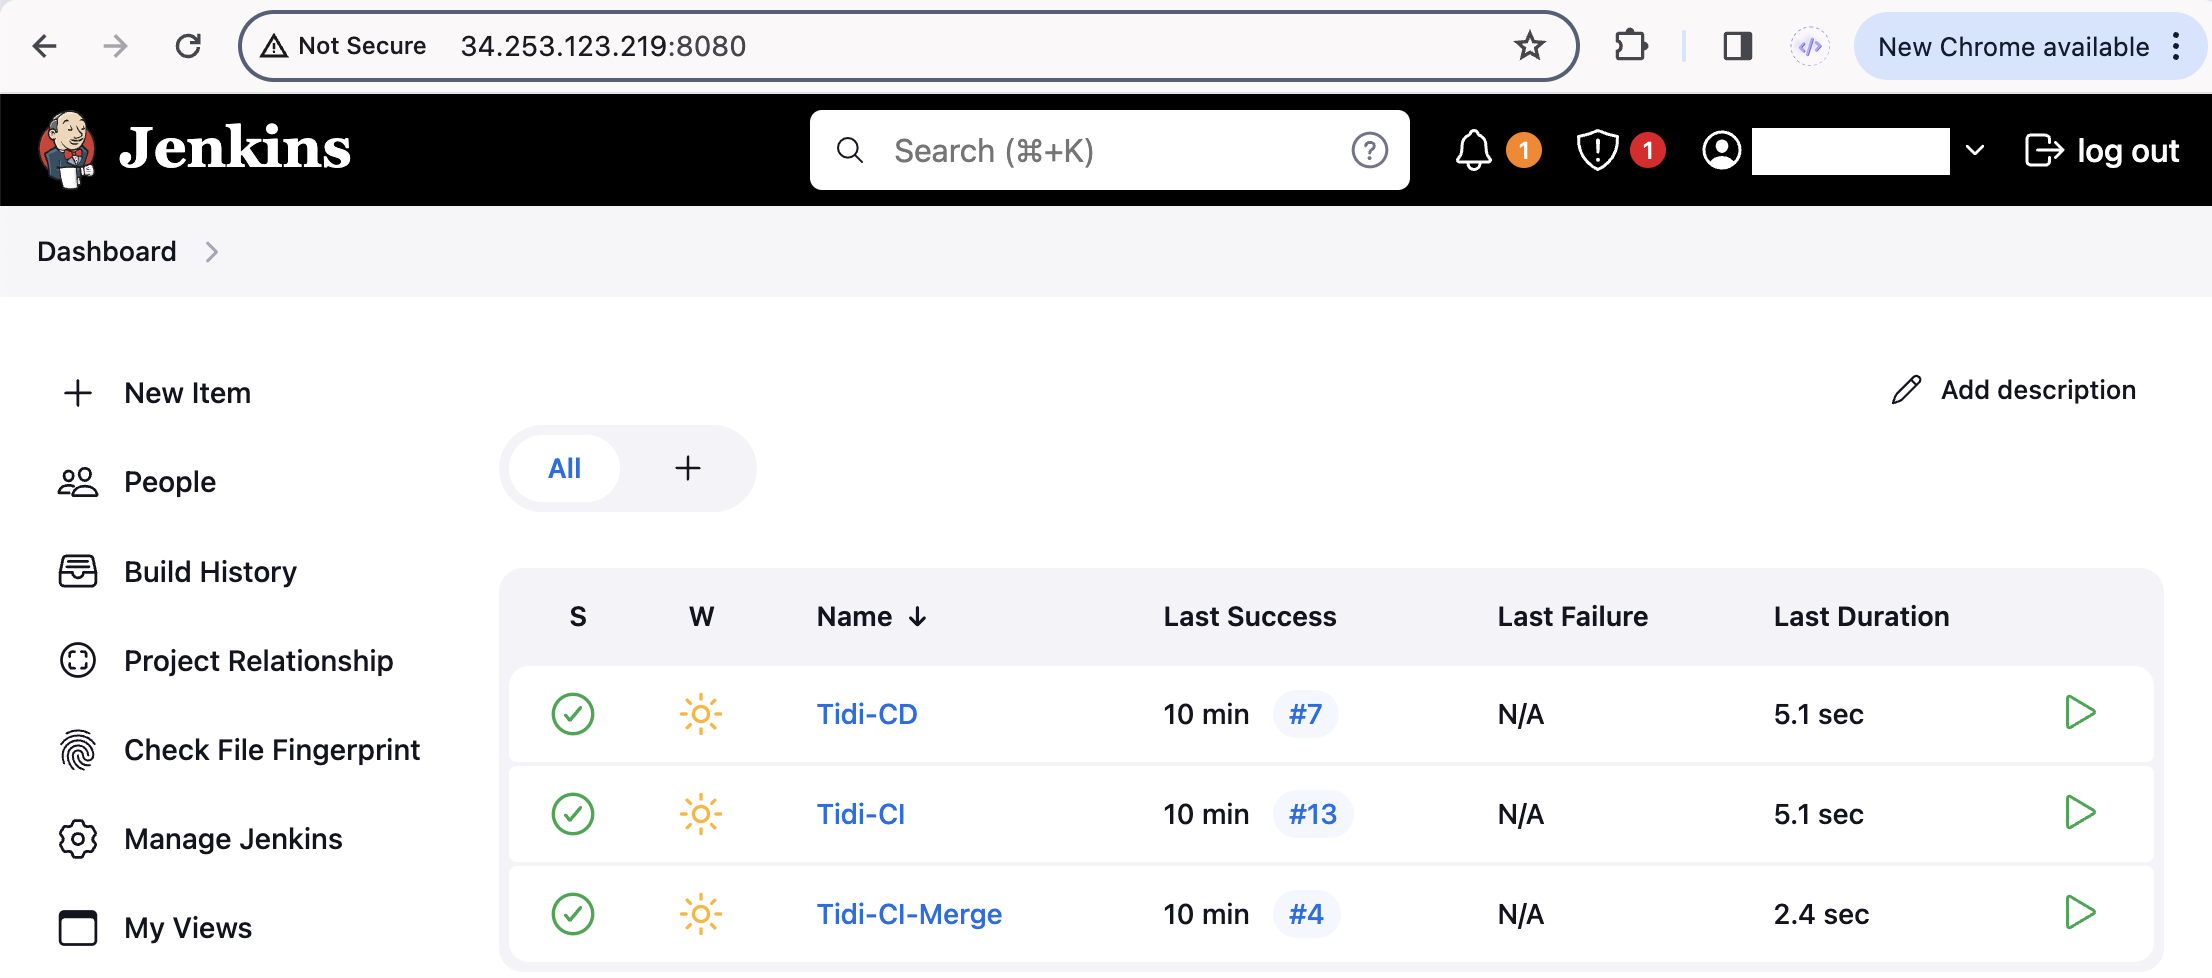 Not Secure 34.253.123.219:8080 New Chrome available
Jenkins Search (⌘+K) 1 1 log out
Dashboard
New Item
Add description
All
People
Build History
Project Relationship
Check File Fingerprint
Manage Jenkins
My Views
S W Name ↓ Last Success Last Failure Last Duration
Tidi-CD 10 min #7 N/A 5.1 sec
Tidi-CI 10 min #13 N/A 5.1 sec
Tidi-CI-Merge 10 min #4 N/A 2.4 sec